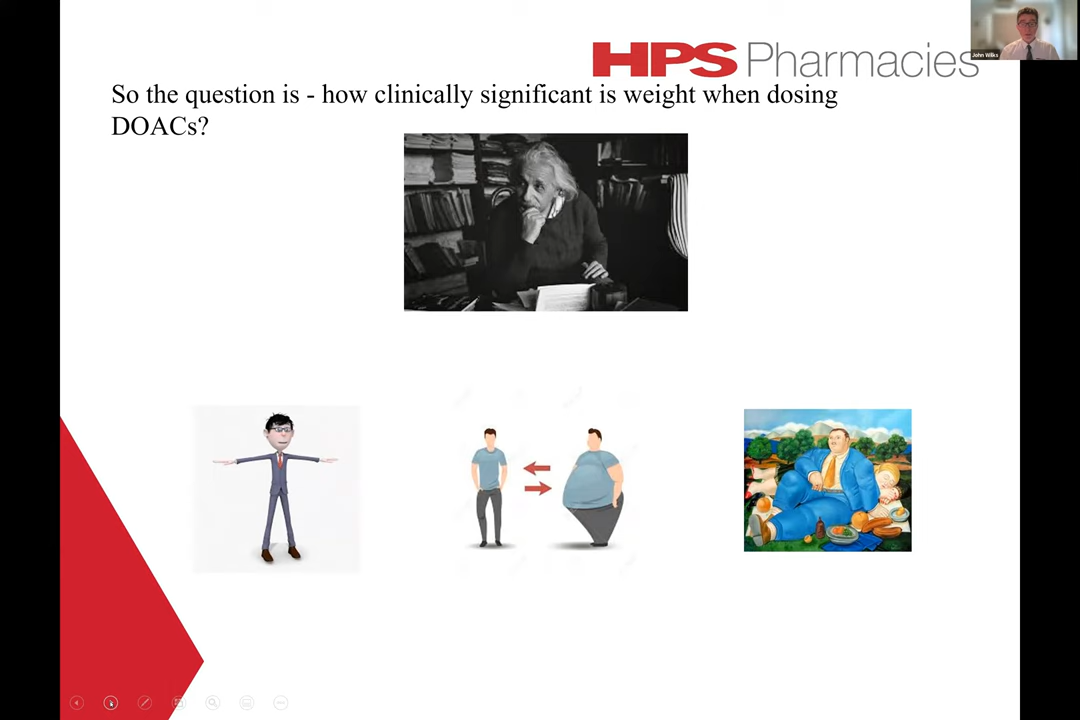 John Wilks
HPS Pharmacies
So the question is - how clinically significant is weight when dosing
DOACs?